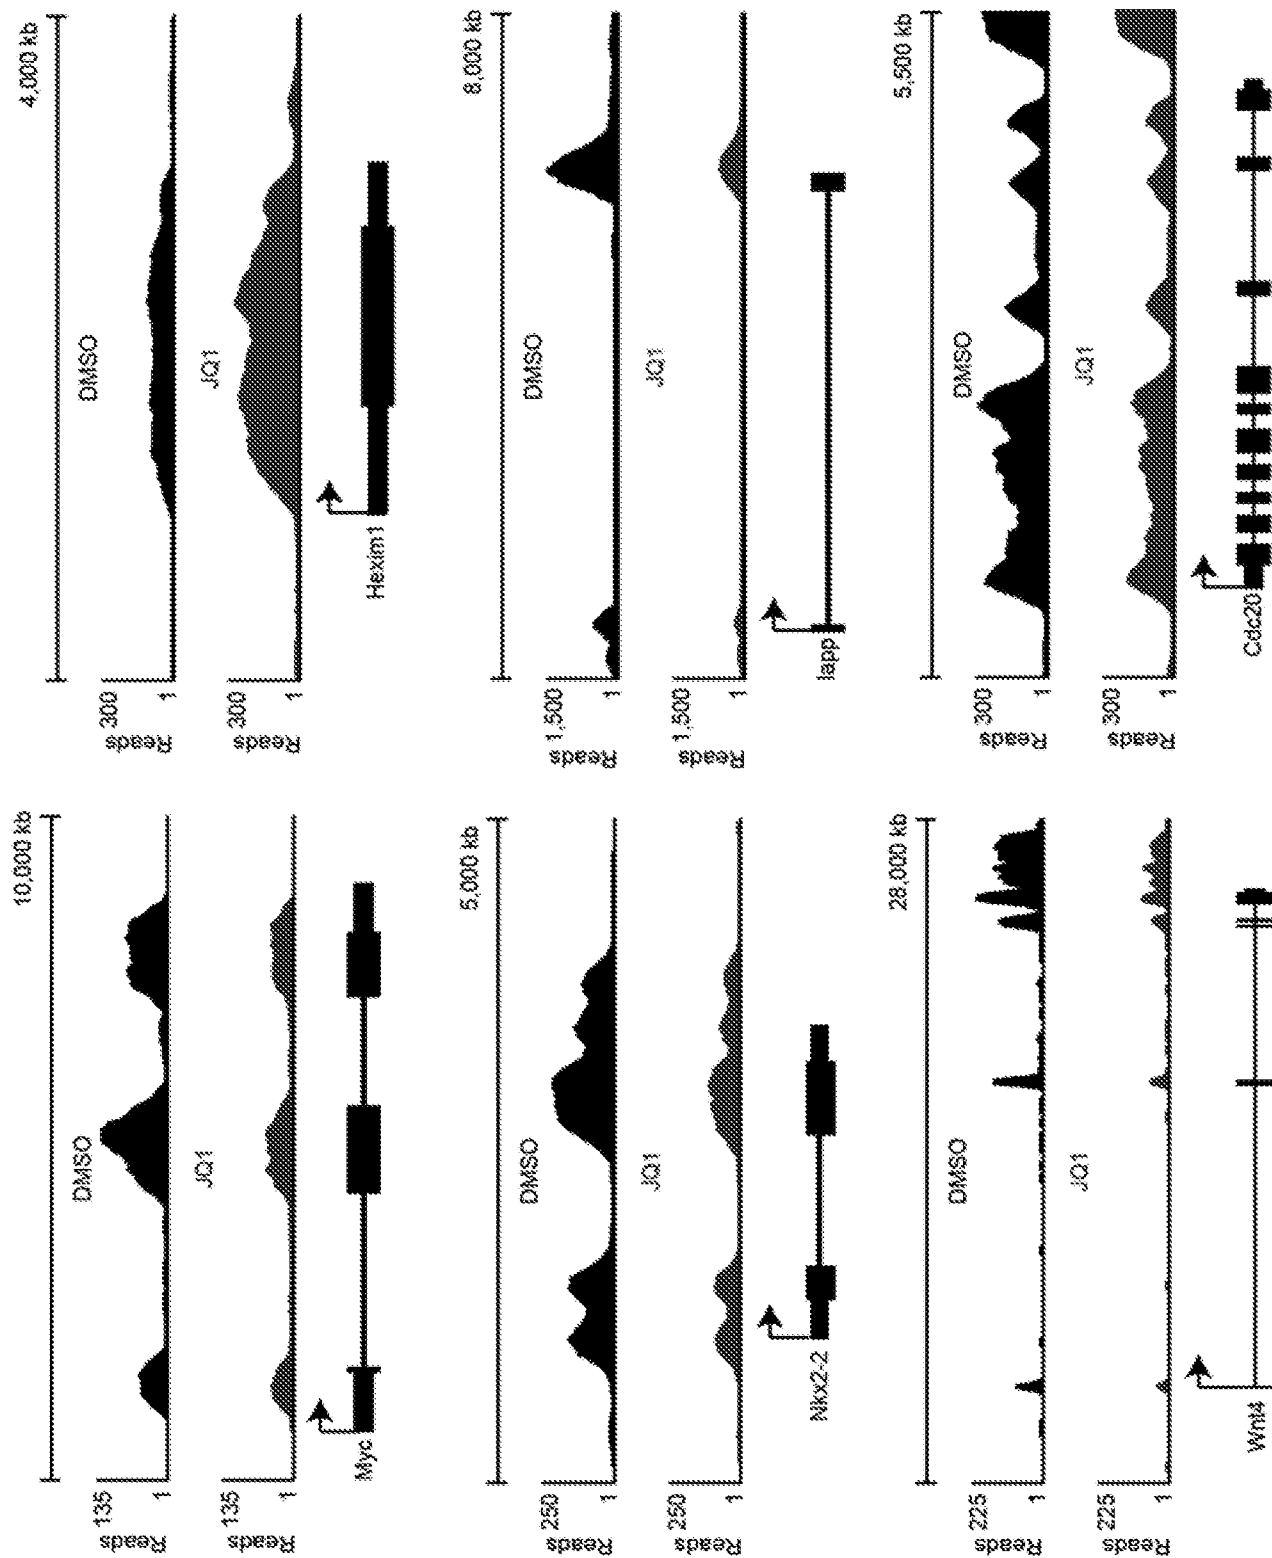 10,000 kb
Reads
135
1
DMSO
Reads
135
1
JQ1
Myc
4,000 kb
Reads
300
1
DMSO
Reads
300
1
JQ1
Hexim1
5,000 kb
Reads
250
1
DMSO
Reads
250
1
JQ1
Nkx2-2
8,000 kb
Reads
1,500
1
DMSO
Reads
1,500
1
JQ1
Iapp
28,000 kb
Reads
225
1
DMSO
Reads
225
1
JQ1
Wnt4
5,500 kb
Reads
300
1
DMSO
Reads
300
1
JQ1
Cdc20